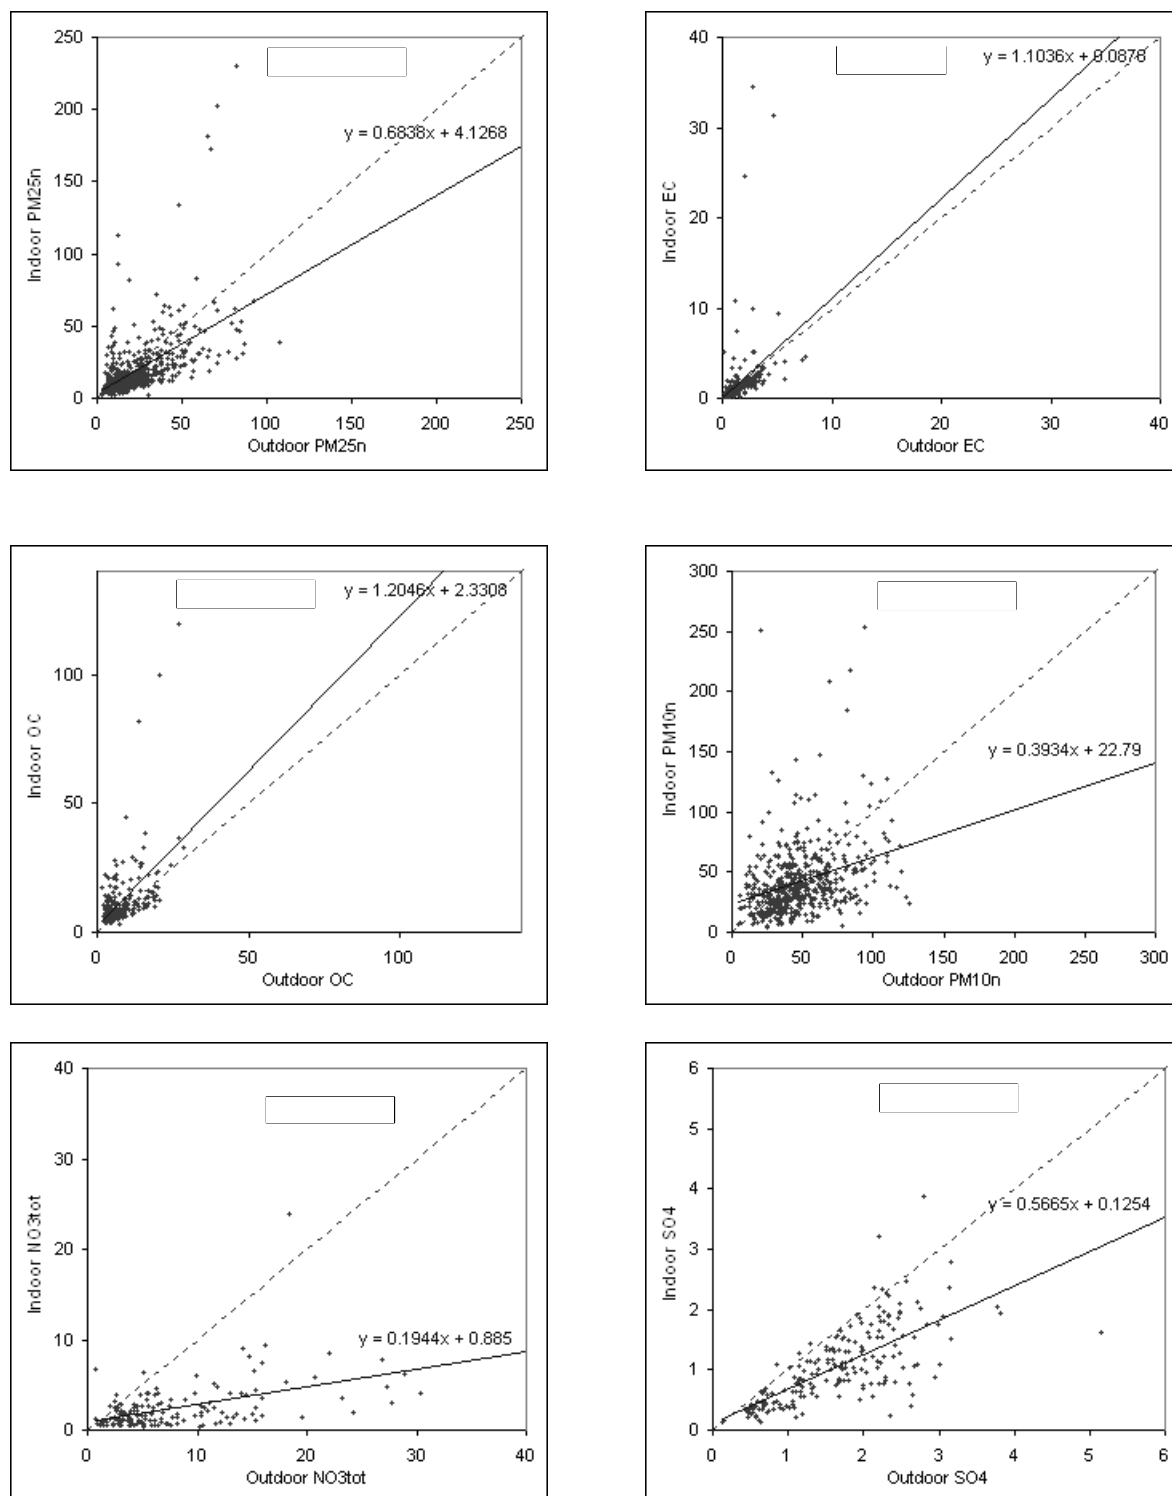 250
200
150
100
50
0
Indoor PM25n
y = 0.6838x + 4.1268
0 50 100 150 200 250
Outdoor PM25n
40
30
20
10
0
Indoor EC
y = 1.1036x + 0.0878
0 10 20 30 40
Outdoor EC
100
50
0
Indoor OC
y = 1.2046x + 2.3308
0 50 100
Outdoor OC
300
250
200
150
100
50
0
Indoor PM10n
y = 0.3934x + 22.79
0 50 100 150 200 250 300
Outdoor PM10n
40
30
20
10
0
Indoor NO3tot
y = 0.1944x + 0.885
0 10 20 30 40
Outdoor NO3tot
6
5
4
3
2
1
0
Indoor SO4
y = 0.5665x + 0.1254
0 1 2 3 4 5 6
Outdoor SO4